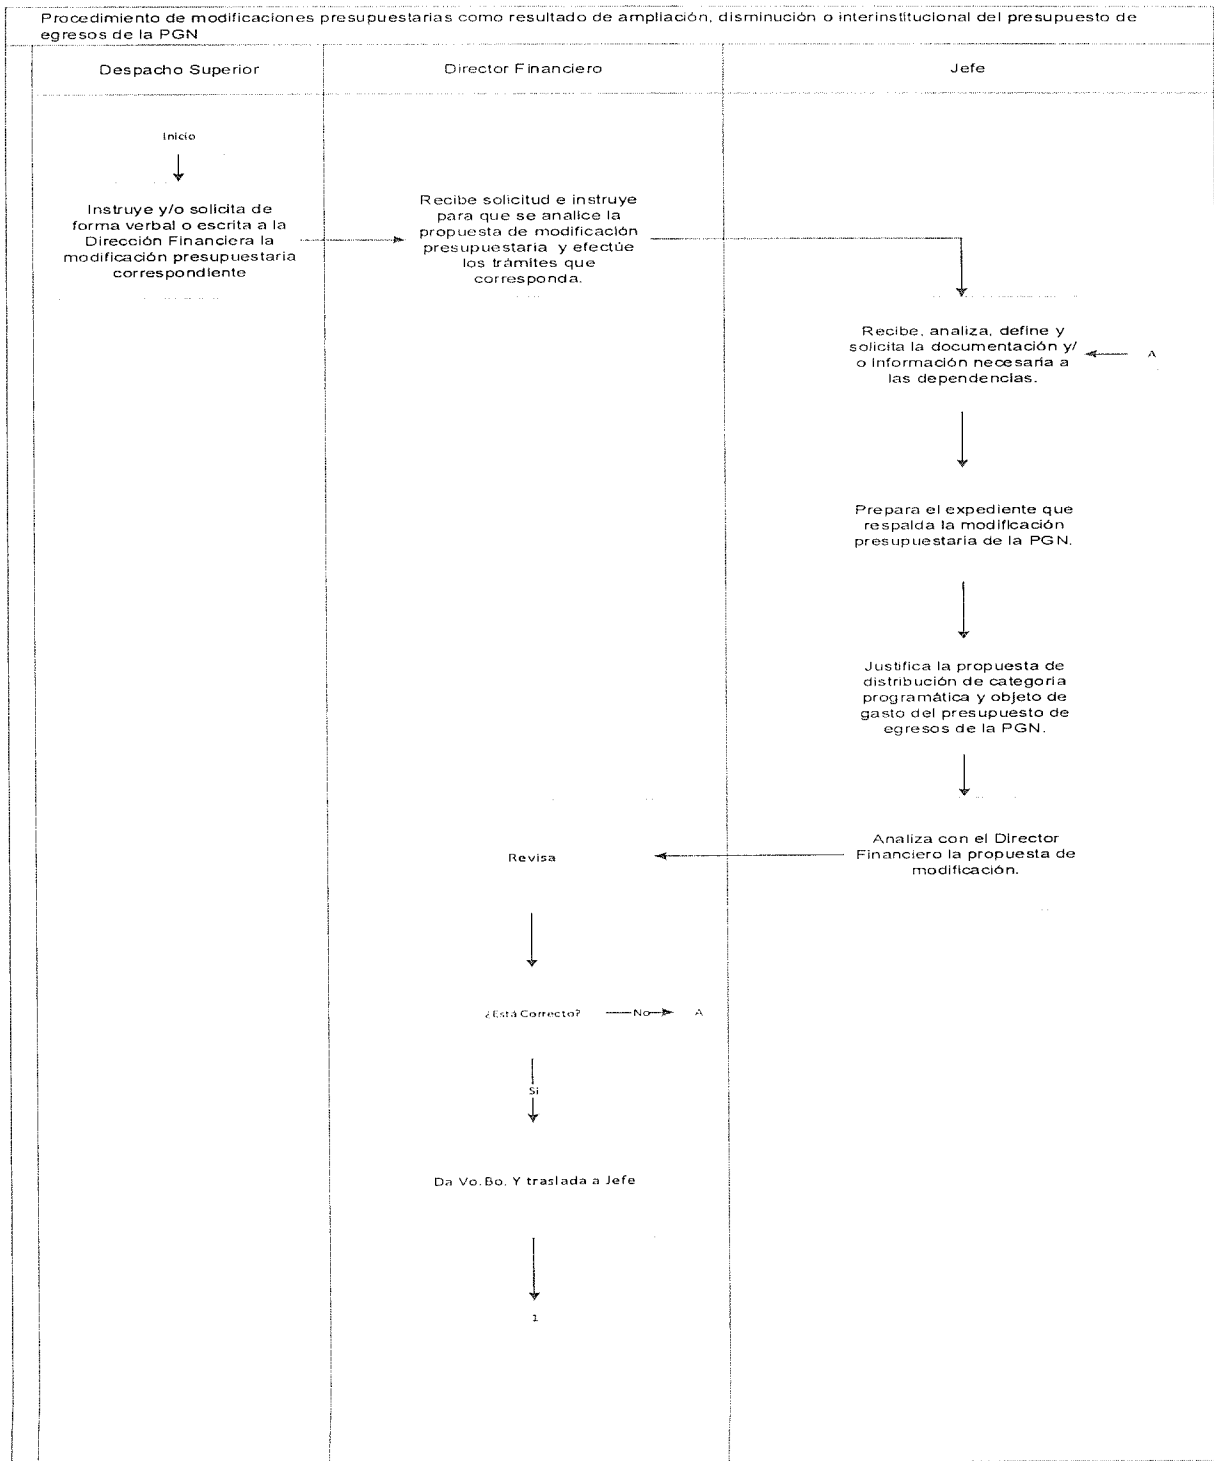 Procedimiento de modificaciones presupuestarias como resultado de ampliación, disminución o interinstitucional del presupuesto de
egresos de la PGN
Despacho Superior
Director Financiero
Jefe
Inicio
Instruye y/o solicita de
forma verbal o escrita a la
Dirección Financiera la
modificación presupuestaria
correspondiente
Recibe solicitud e instruye
para que se analice la
propuesta de modificación
presupuestaria y efectúe
los trámites que
corresponda.
Recibe, analiza, define y
solicita la documentación y/
o información necesaria a
las dependencias.
A
Prepara el expediente que
respalda la modificación
presupuestaria de la PGN.
Justifica la propuesta de
distribución de categoría
programática y objeto de
gasto del presupuesto de
egresos de la PGN.
Analiza con el Director
Financiero la propuesta de
modificación.
Revisa
¿Está Correcto?
No
A
Si
Da Vo.Bo. Y traslada a Jefe
1